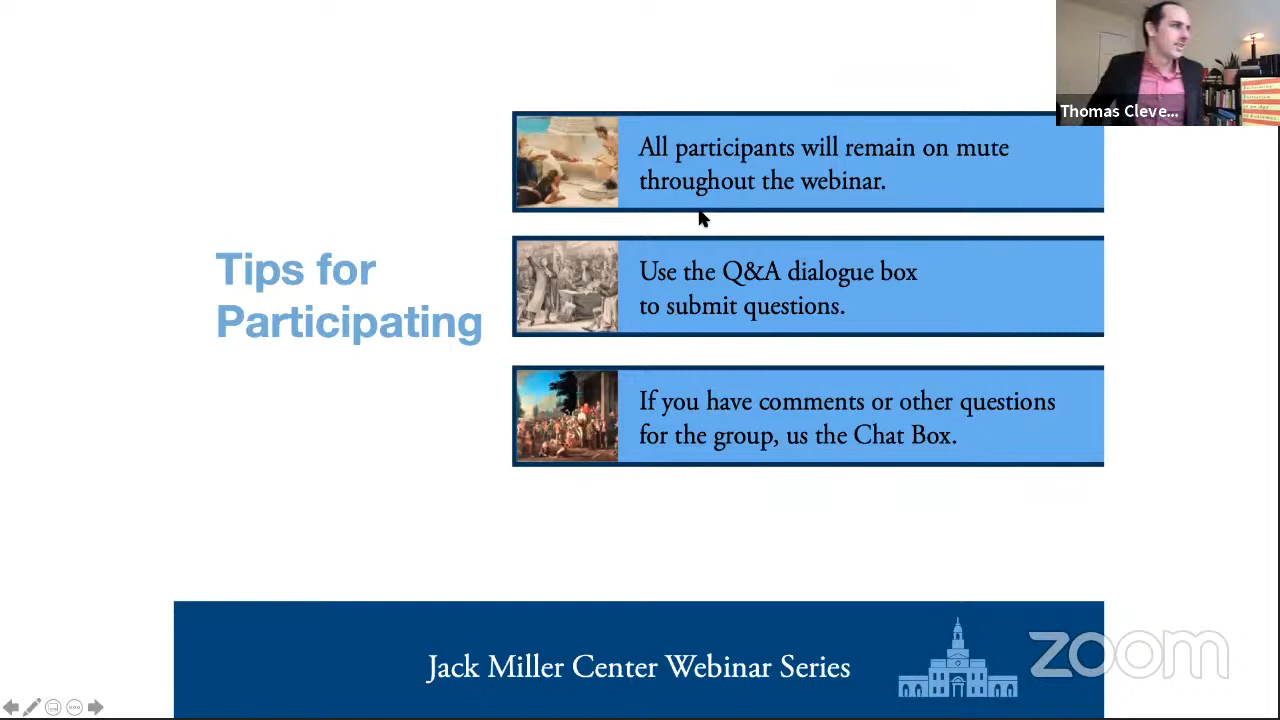 Thomas Cleve...
All participants will remain on mute
throughout the webinar.
Tips for
Participating
Use the Q&A dialogue box
to submit questions.
If you have comments or other questions
for the group, us the Chat Box.
Jack Miller Center Webinar Series
zoom